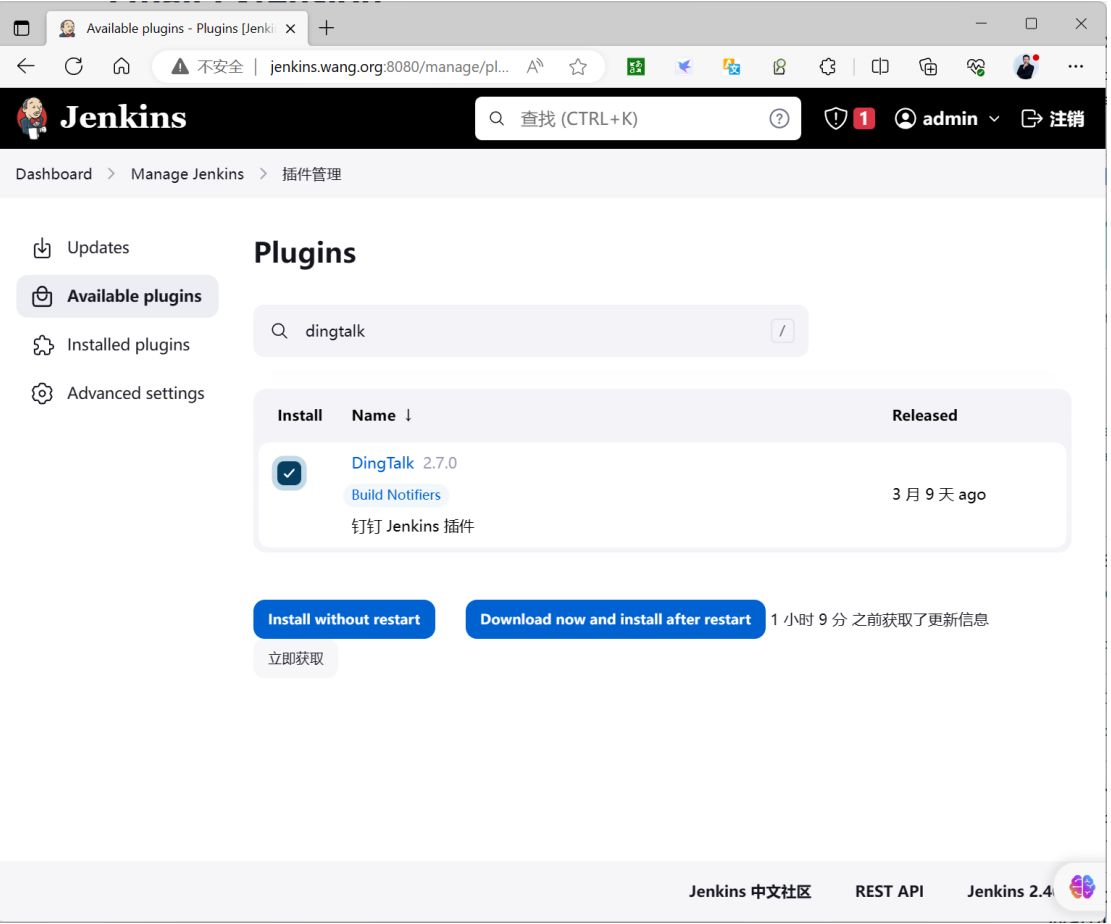 Available plugins - Plugins [Jenki
不安全
jenkins.wang.org:8080/manage/pl...
Jenkins
查找 (CTRL+K)
1
admin
注销
Dashboard
Manage Jenkins
插件管理
Updates
Available plugins
Installed plugins
Advanced settings
Plugins
dingtalk
/
Install
Name ↓
Released
DingTalk 2.7.0
Build Notifiers
钉钉 Jenkins 插件
3 月 9 天 ago
Install without restart
Download now and install after restart
1 小时 9 分 之前获取了更新信息
立即获取
Jenkins 中文社区
REST API
Jenkins 2.4